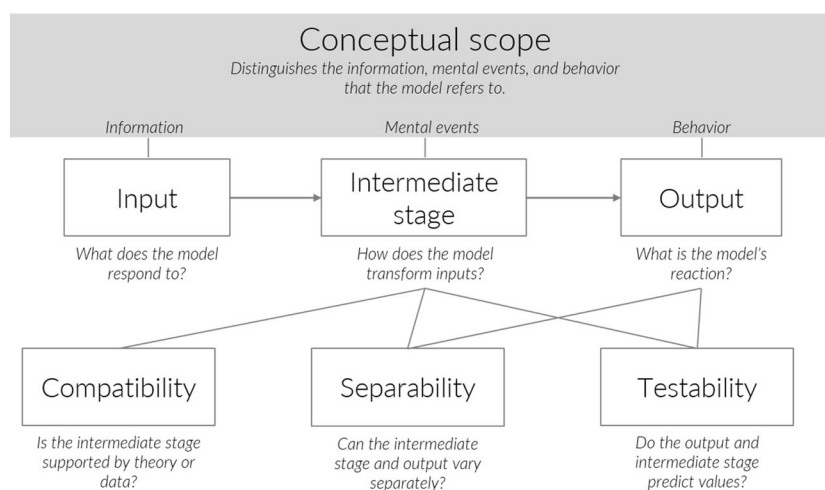 Conceptual scope
Distinguishes the information, mental events, and behavior
that the model refers to.
Information
Mental events
Behavior
Input
Intermediate
stage
Output
What does the model
respond to?
How does the model
transform inputs?
What is the model's
reaction?
Compatibility
Separability
Testability
Is the intermediate stage
supported by theory or
data?
Can the intermediate
stage and output vary
separately?
Do the output and
intermediate stage
predict values?